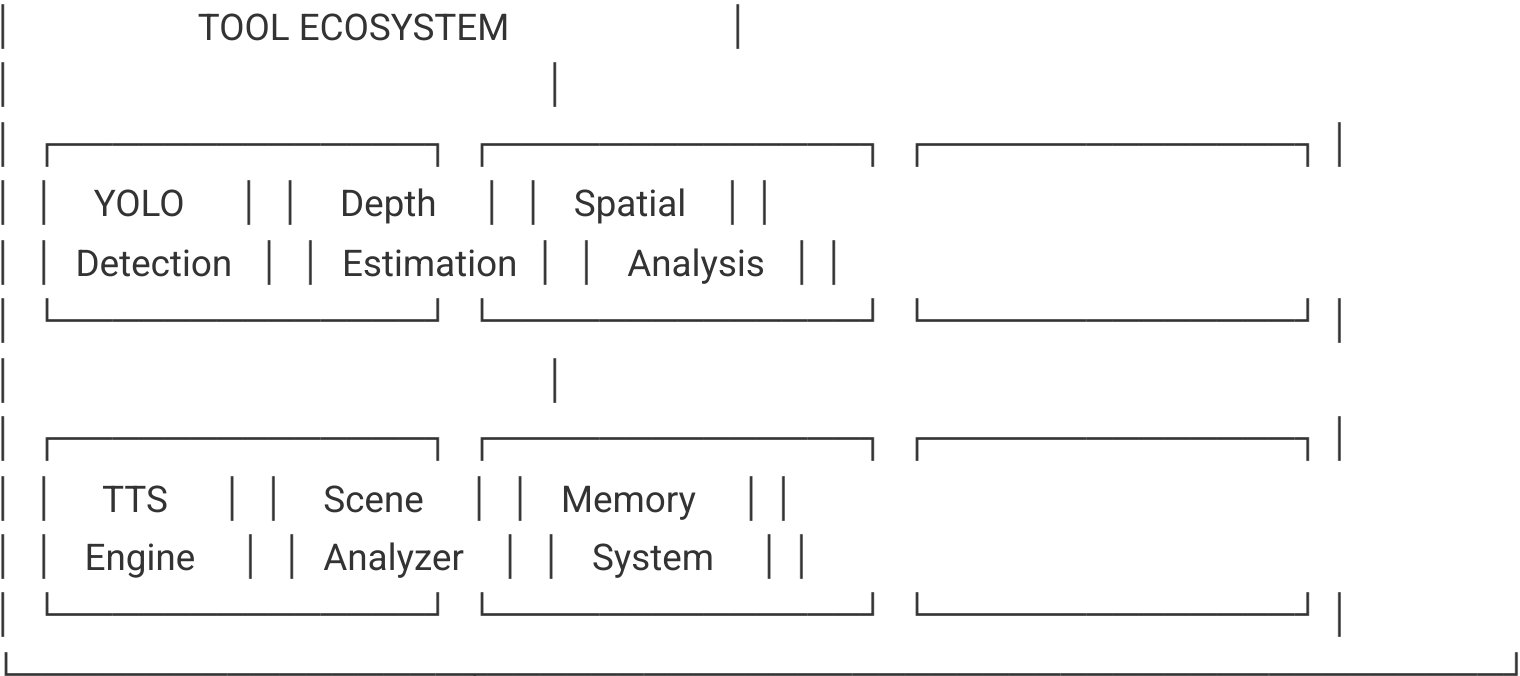 │ TOOL ECOSYSTEM │
│ │
│ ┌───────────────┐ ┌───────────────┐ ┌───────────────┐ │
│ │ YOLO │ │ Depth │ │ Spatial │ │
│ │ Detection │ │ Estimation │ │ Analysis │ │
│ └───────────────┘ └───────────────┘ └───────────────┘ │
│ │
│ ┌───────────────┐ ┌───────────────┐ ┌───────────────┐ │
│ │ TTS │ │ Scene │ │ Memory │ │
│ │ Engine │ │ Analyzer │ │ System │ │
│ └───────────────┘ └───────────────┘ └───────────────┘ │
└──────────────────────────────────────────────────────────┘